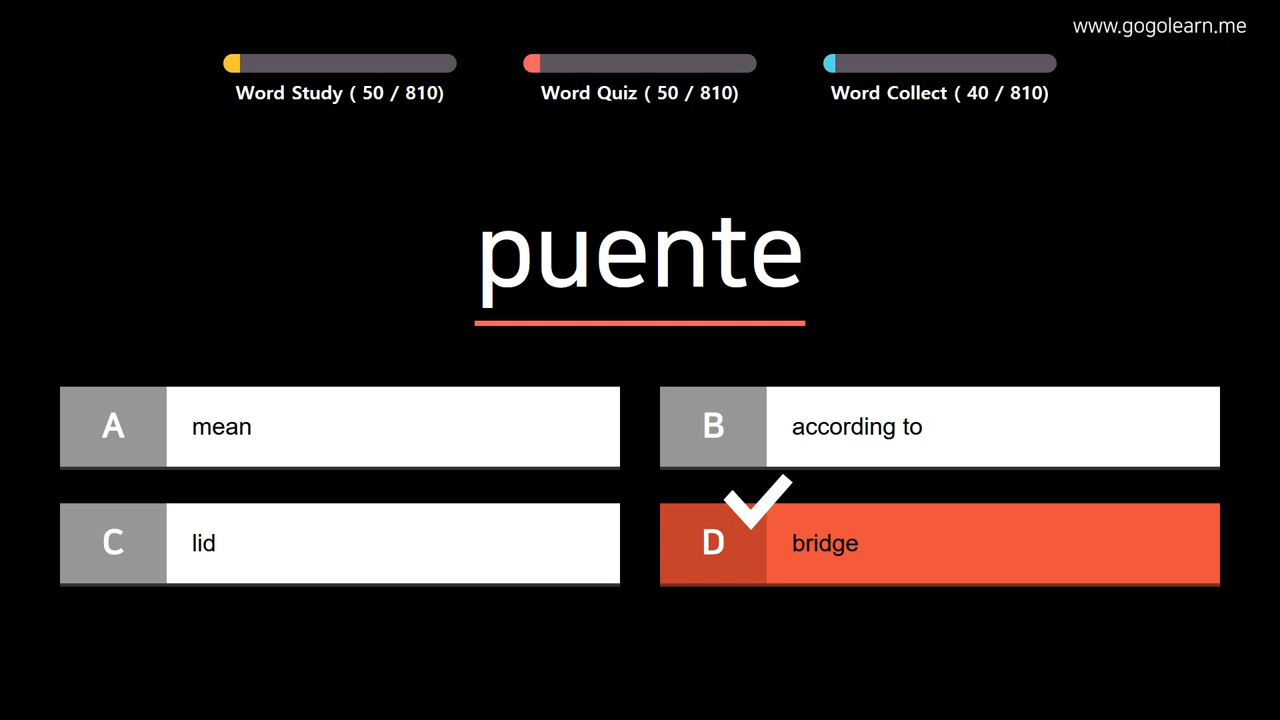 www.gogolearn.me
Word Study ( 50 / 810)
Word Quiz ( 50 / 810)
Word Collect ( 40 / 810)
puente
A mean
B according to
C lid
D bridge